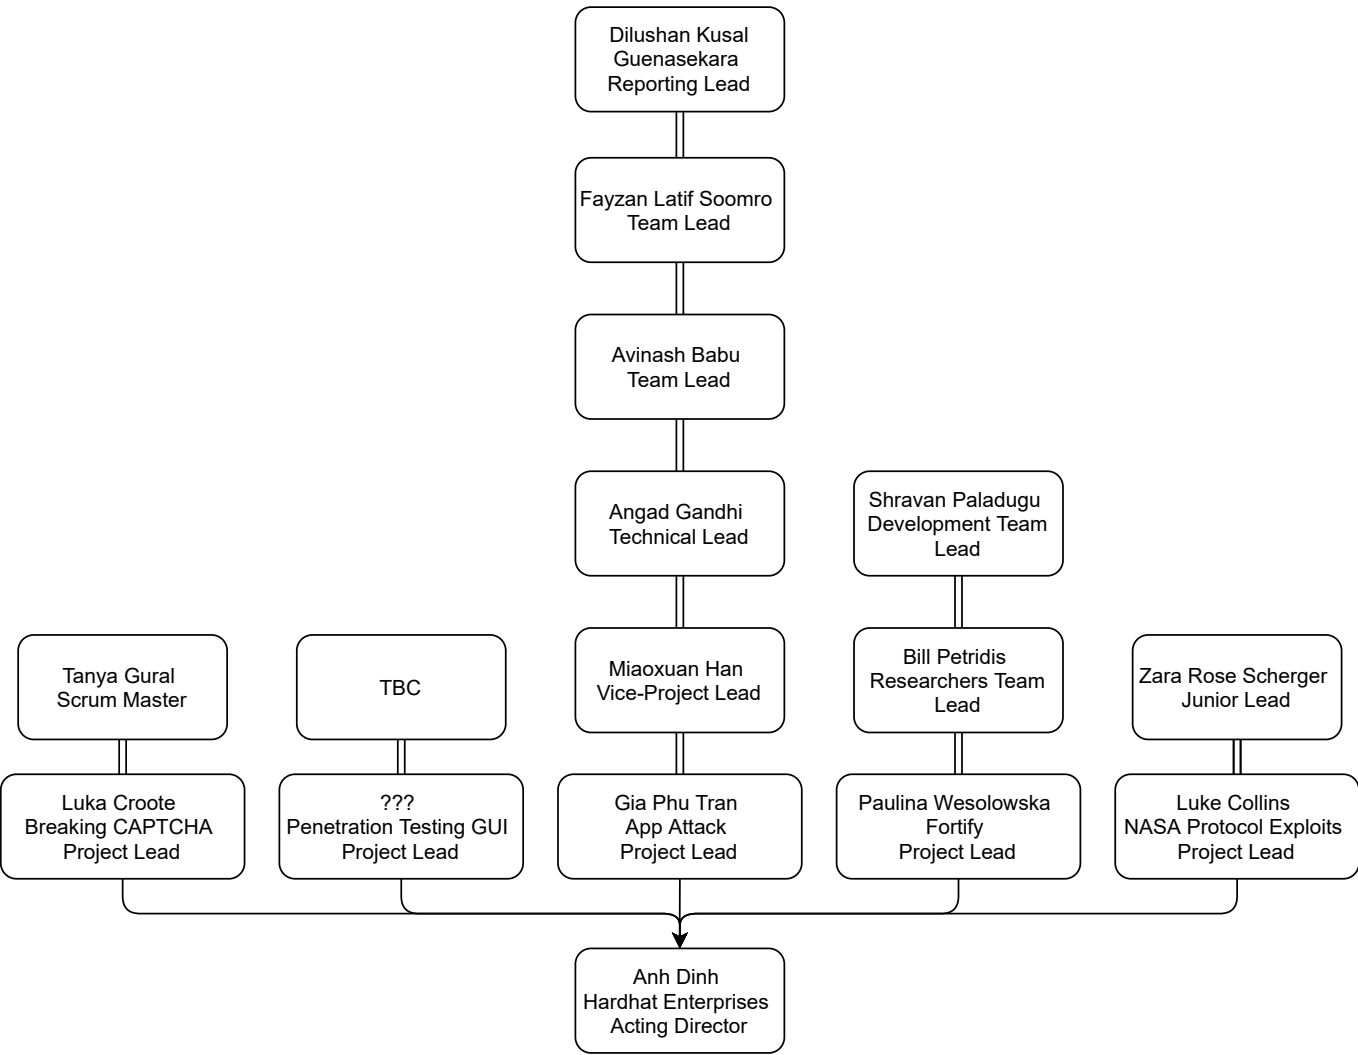 Dilushan Kusal
Guenasekara
Reporting Lead
Fayzan Latif Soomro
Team Lead
Avinash Babu
Team Lead
Angad Gandhi
Technical Lead
Shravan Paladugu
Development Team
Lead
Tanya Gural
Scrum Master
TBC
Miaoxuan Han
Vice-Project Lead
Bill Petridis
Researchers Team
Lead
Zara Rose Scherger
Junior Lead
Luka Croote
Breaking CAPTCHA
Project Lead
???
Penetration Testing GUI
Project Lead
Gia Phu Tran
App Attack
Project Lead
Paulina Wesolowska
Fortify
Project Lead
Luke Collins
NASA Protocol Exploits
Project Lead
Anh Dinh
Hardhat Enterprises
Acting Director